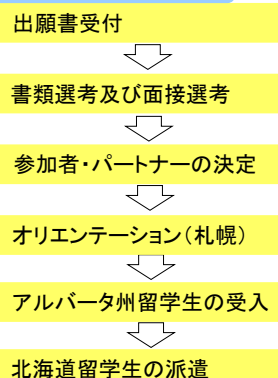 出願書受付
書類選考及び面接選考
参加者・パートナーの決定
オリエンテーション（札幌）
アルバータ州留学生の受入
北海道留学生の派遣